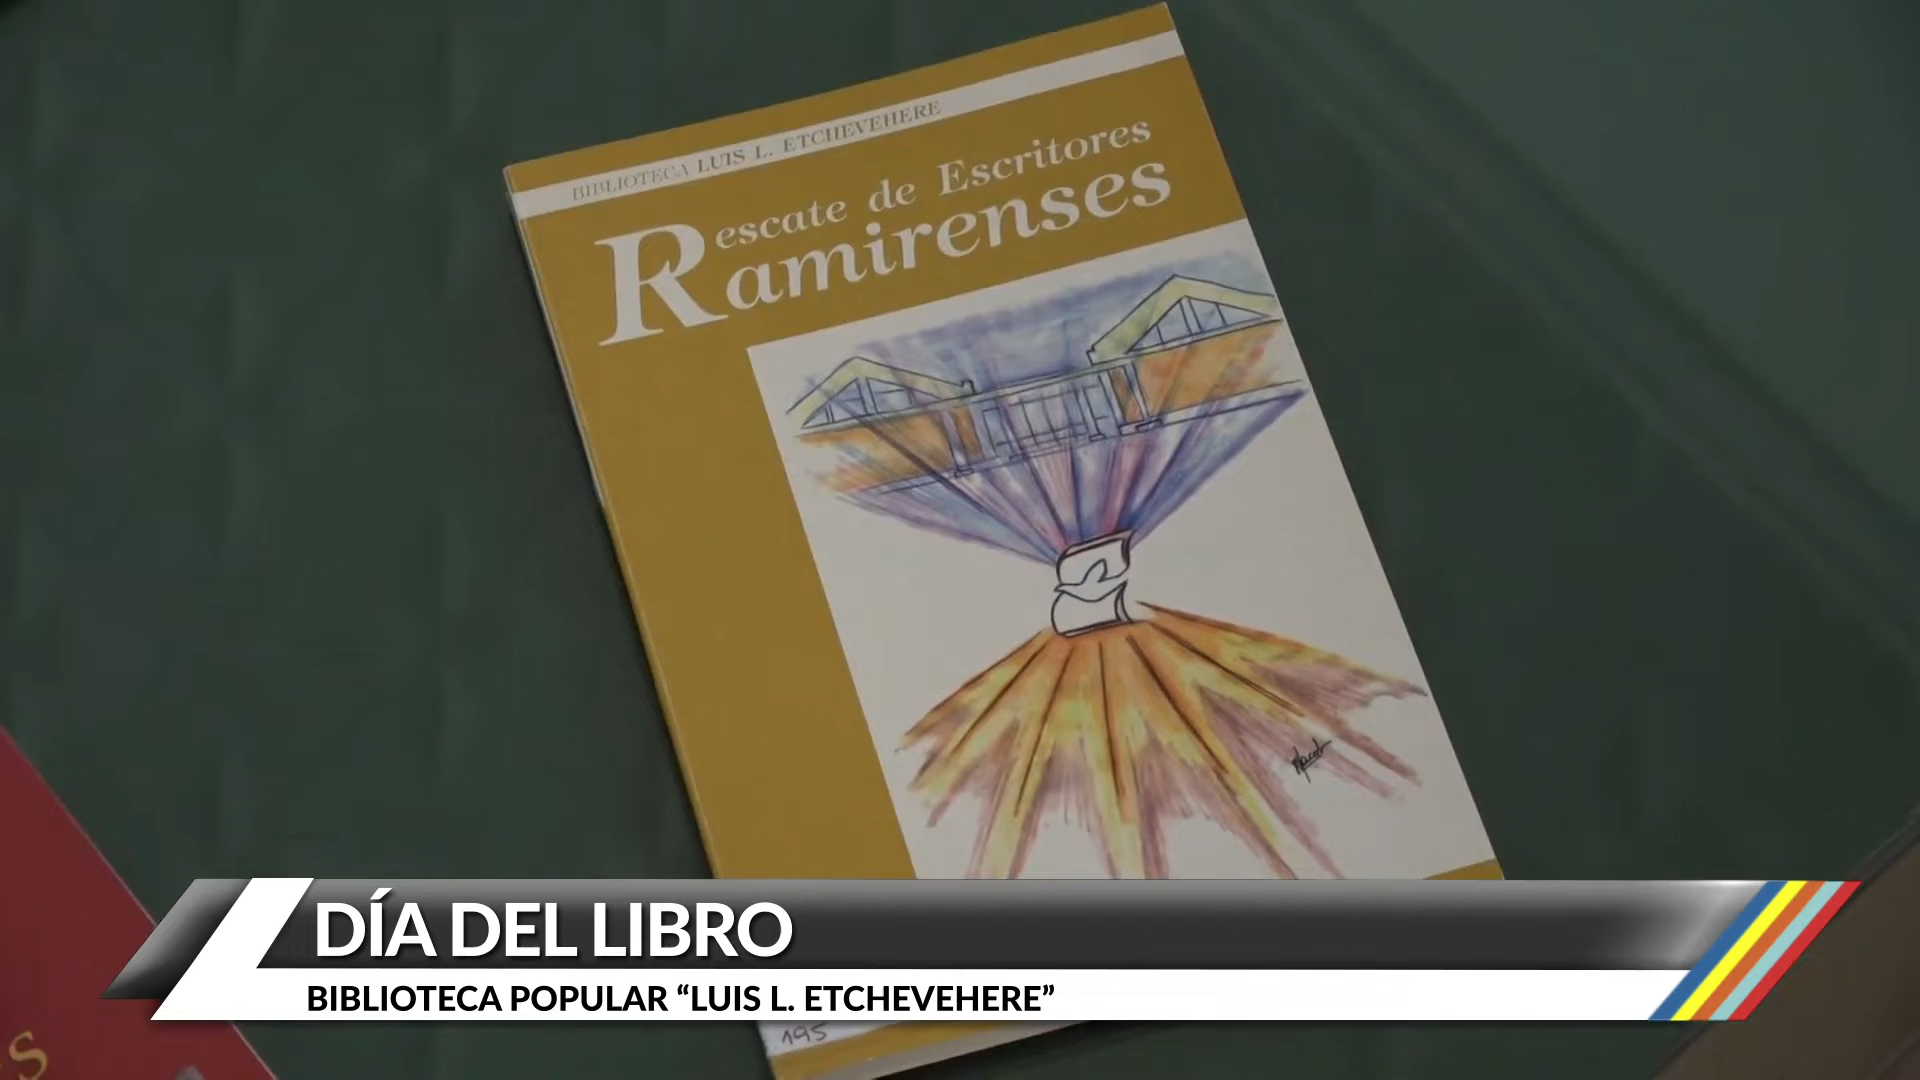 BIBLIOTECA LUIS L. ETCHEVEHERE
Rescate de Escritores
Ramirenses
DÍA DEL LIBRO
BIBLIOTECA POPULAR “LUIS L. ETCHEVEHERE”
195
S